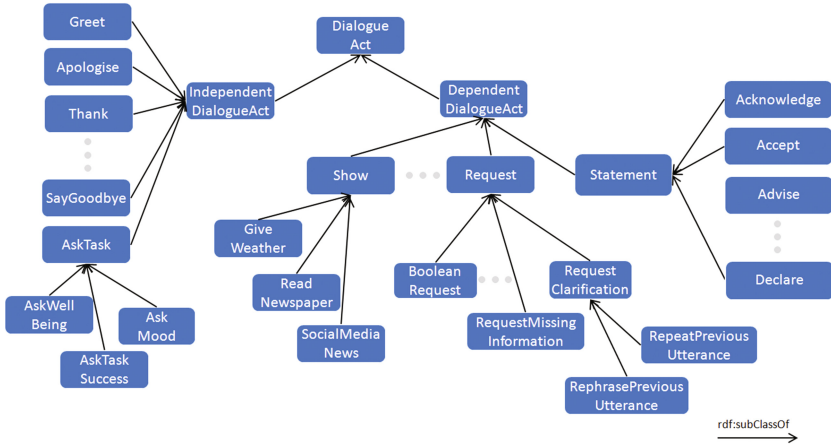 Greet
Dialogue
Act
Apologise
Independent
DialogueAct
Dependent
DialogueAct
Thank
Acknowledge
Accept
Show
Request
Statement
SayGoodbye
Advise
AskTask
Give
Weather
Boolean
Request
Request
Clarification
Declare
Read
Newspaper
AskWell
Being
Ask
Mood
SocialMedia
News
RequestMissing
Information
RepeatPrevious
Utterance
AskTask
Success
RephrasePrevious
Utterance
rdf:subClassOf